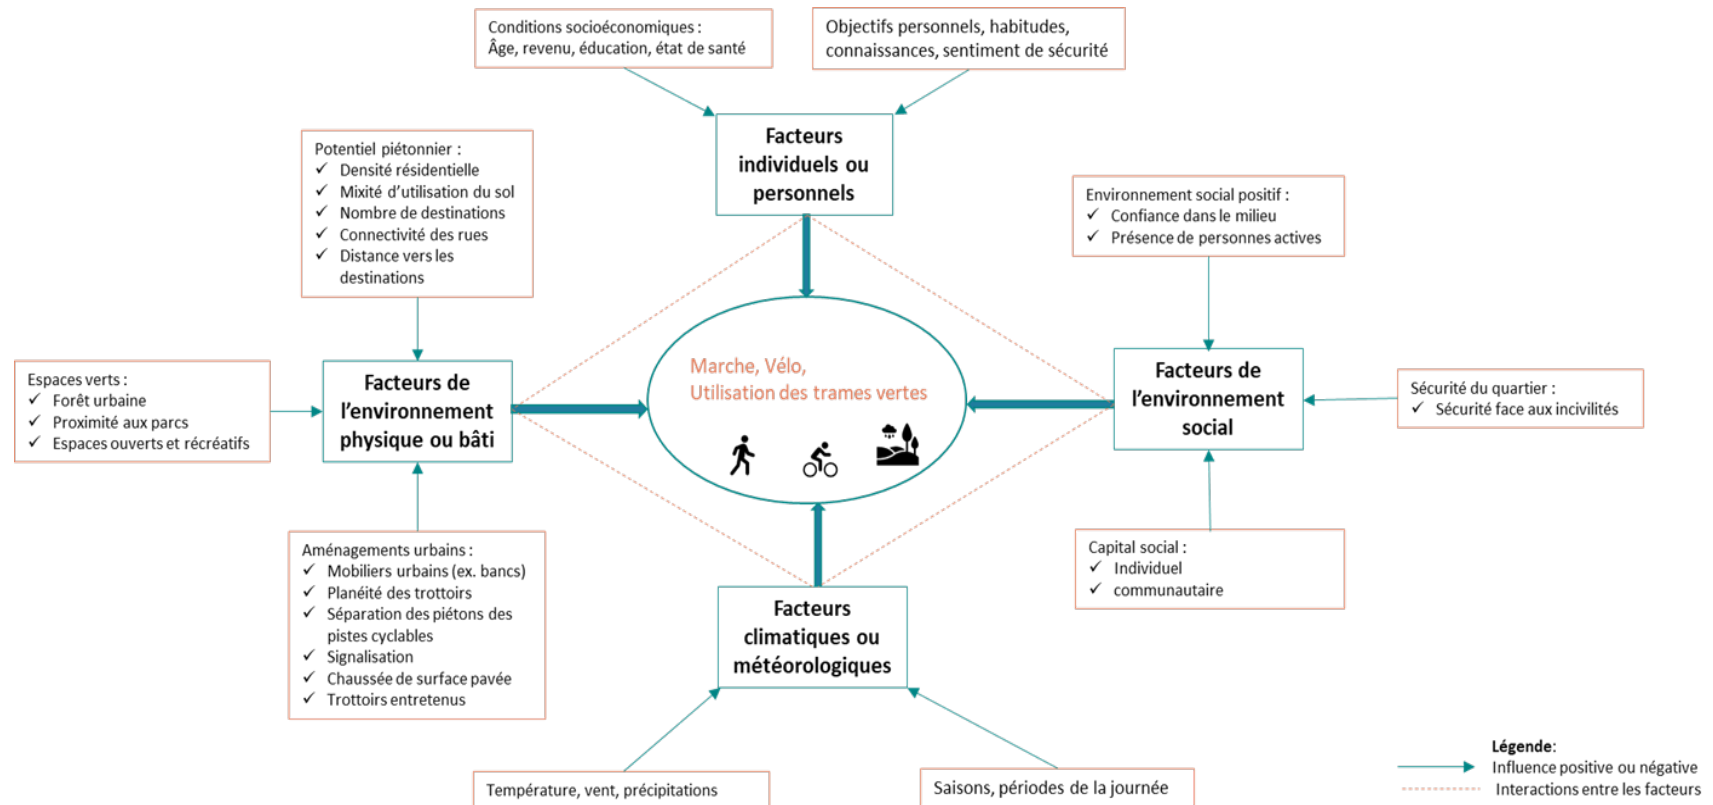 Conditions socioéconomiques :
Âge, revenu, éducation, état de santé
Objectifs personnels, habitudes,
connaissances, sentiment de sécurité
Facteurs
individuels ou
personnels
Potentiel piétonnier :
✓ Densité résidentielle
✓ Mixité d’utilisation du sol
✓ Nombre de destinations
✓ Connectivité des rues
✓ Distance vers les
destinations
Environnement social positif :
✓ Confiance dans le milieu
✓ Présence de personnes actives
Espaces verts :
✓ Forêt urbaine
✓ Proximité aux parcs
✓ Espaces ouverts et récréatifs
Facteurs de
l’environnement
physique ou bâti
Marche, Vélo,
Utilisation des trames vertes
Facteurs de
l’environnement
social
Sécurité du quartier :
✓ Sécurité face aux incivilités
Aménagements urbains :
✓ Mobiliers urbains (ex. bancs)
✓ Planéité des trottoirs
✓ Séparation des piétons des
pistes cyclables
✓ Signalisation
✓ Chaussée de surface pavée
✓ Trottoirs entretenus
Capital social :
✓ Individuel
✓ communautaire
Facteurs
climatiques ou
météorologiques
Température, vent, précipitations
Saisons, périodes de la journée
Légende:
Influence positive ou négative
Interactions entre les facteurs